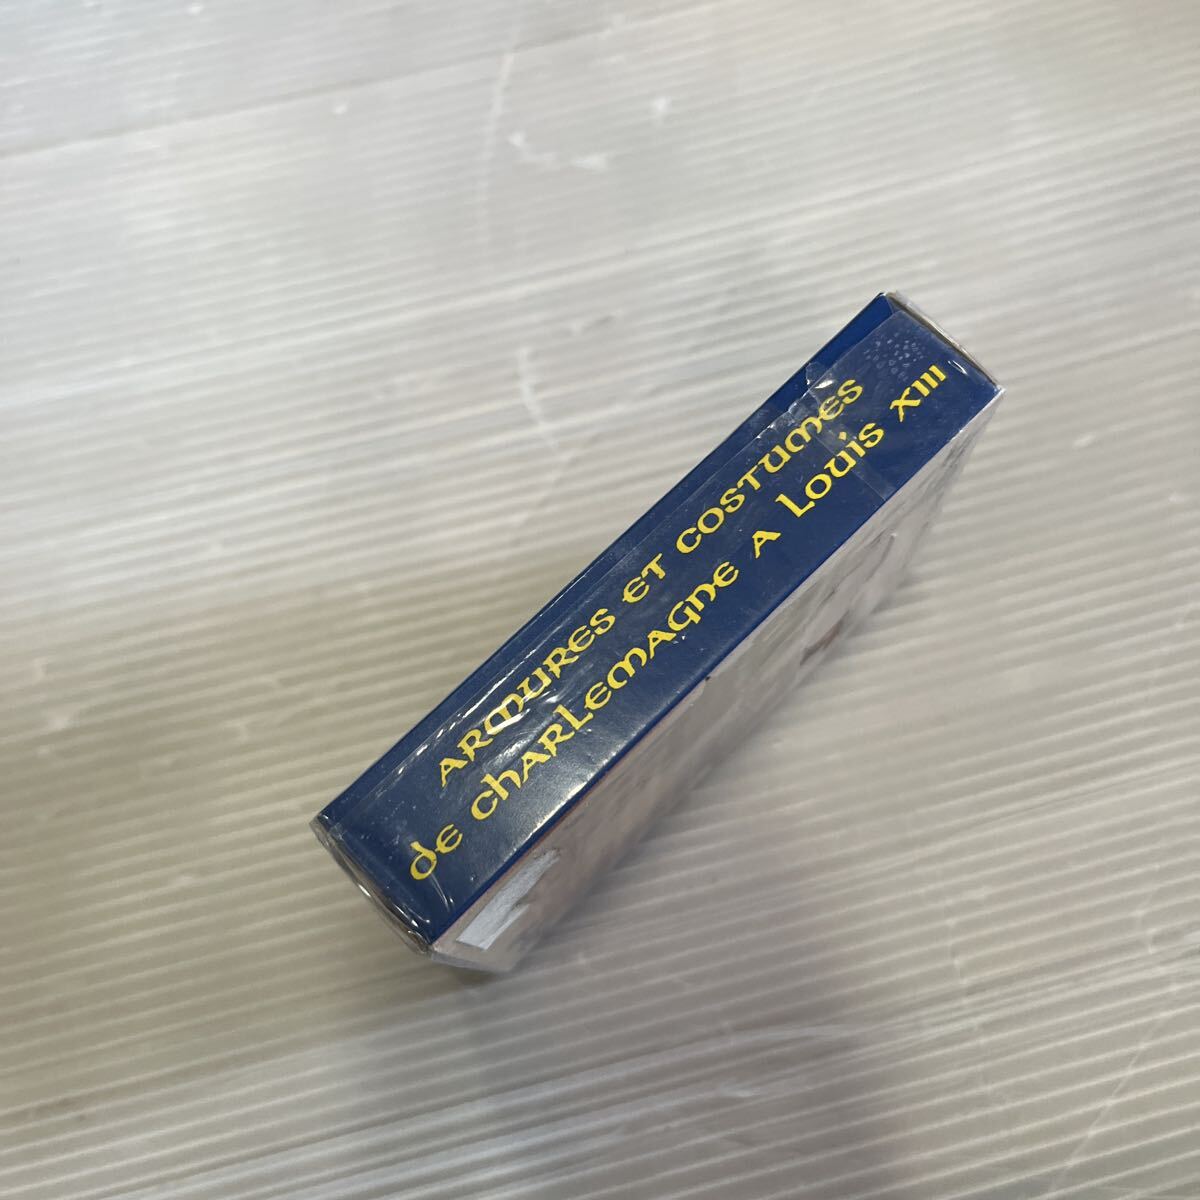 ARMURES ET COSTUMES
de CHARLEMAGNE A LOUIS XIII